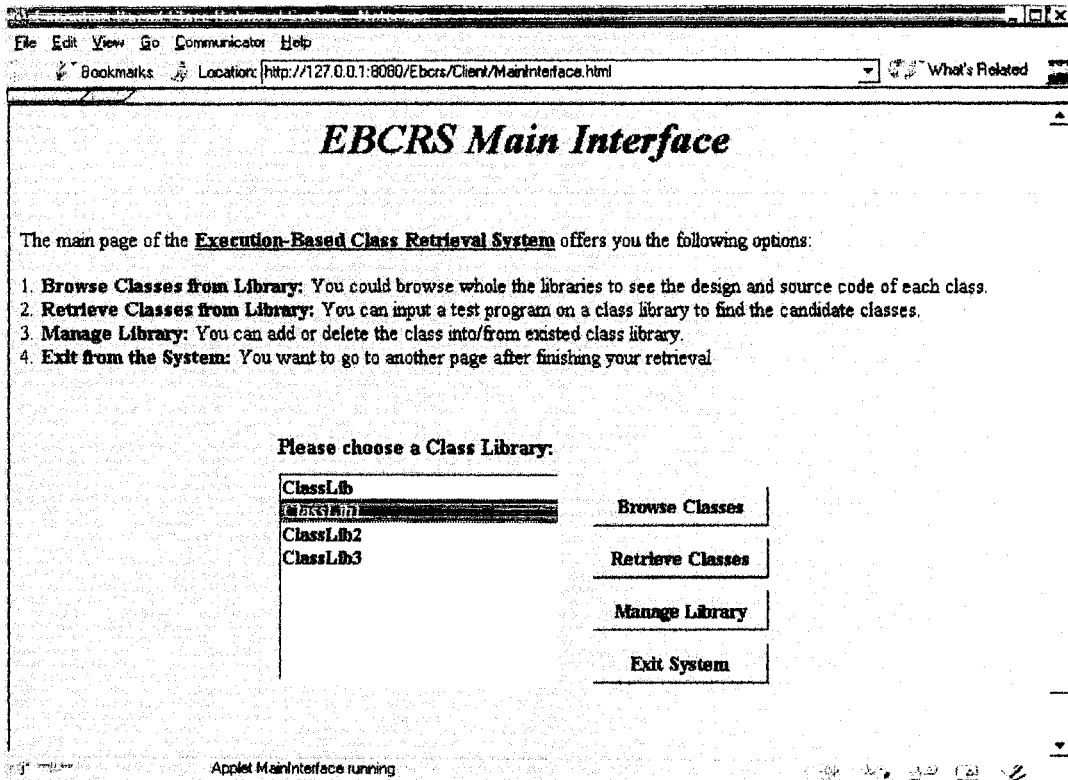 File Edit View Go Communicator Help
Bookmarks Location: http://127.0.0.1:8080/Ebcrs/Client/MainInterface.html What's Related
EBCRS Main Interface
The main page of the Execution-Based Class Retrieval System offers you the following options:
1. Browse Classes from Library: You could browse whole the libraries to see the design and source code of each class.
2. Retrieve Classes from Library: You can input a test program on a class library to find the candidate classes.
3. Manage Library: You can add or delete the class into/from existed class library.
4. Exit from the System: You want to go to another page after finishing your retrieval
Please choose a Class Library:
ClassLib
ClassLib1
ClassLib2
ClassLib3
Browse Classes
Retrieve Classes
Manage Library
Exit System
Applet MainInterface running